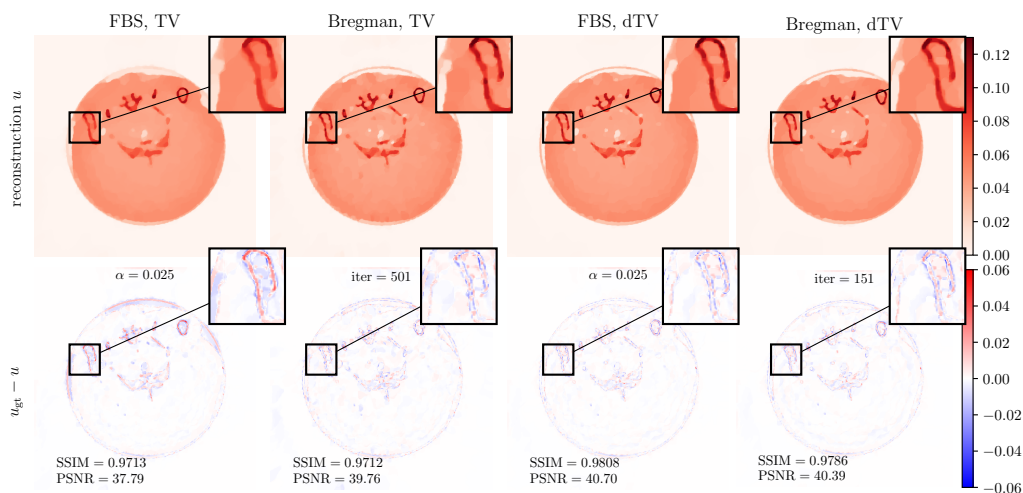 FBS, TV
Bregman, TV
FBS, dTV
Bregman, dTV
reconstruction u
0.12
0.10
0.08
0.06
0.04
0.02
0.00
α = 0.025
iter = 501
α = 0.025
iter = 151
u_gt − u
0.06
0.04
0.02
0.00
−0.02
−0.04
−0.06
SSIM = 0.9713
PSNR = 37.79
SSIM = 0.9712
PSNR = 39.76
SSIM = 0.9808
PSNR = 40.70
SSIM = 0.9786
PSNR = 40.39